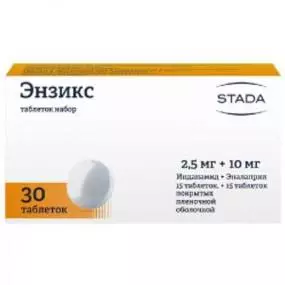 Энзикс
таблеток набор
STADA
2,5 мг + 10 мг
Индапамид + Эналаприл
15 таблеток, + 15 таблеток
покрытых
пленочной
оболочкой
30
таблеток